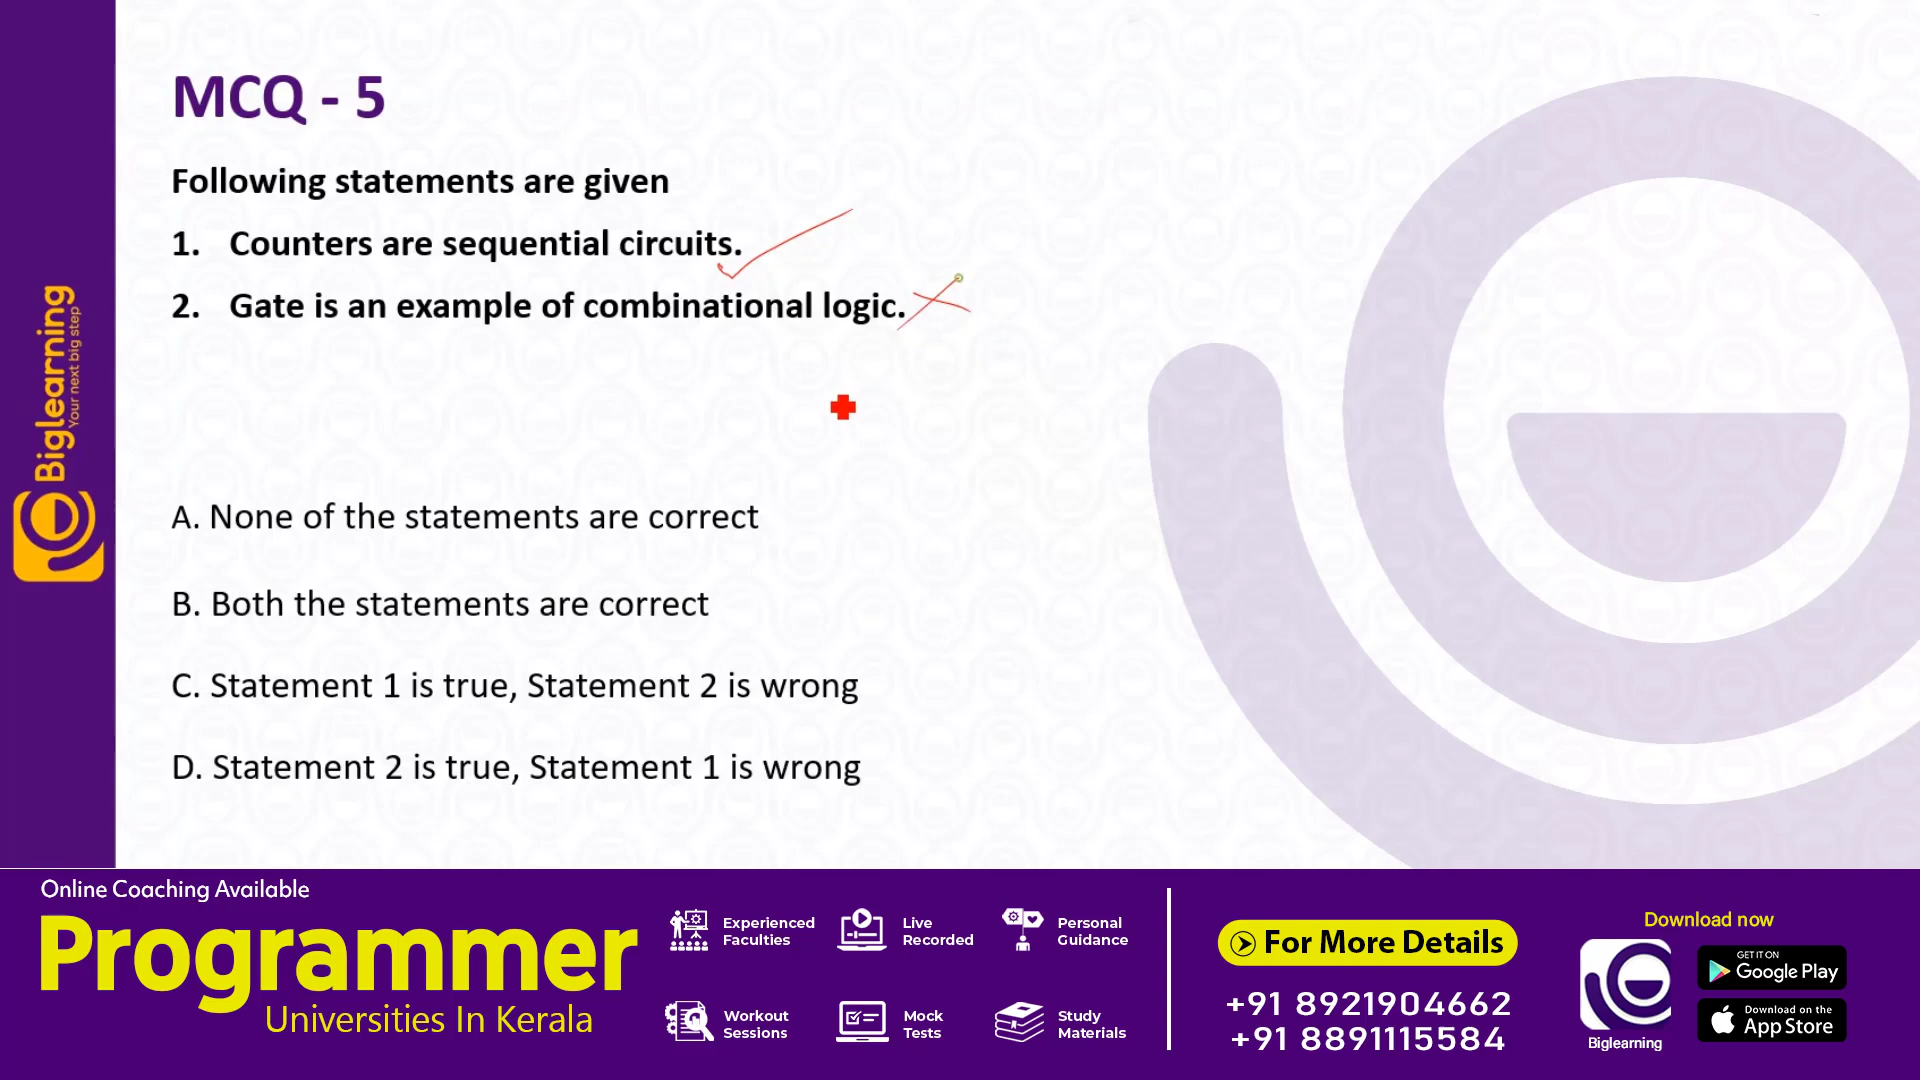 MCQ - 5
Following statements are given
1. Counters are sequential circuits.
2. Gate is an example of combinational logic.
A. None of the statements are correct
B. Both the statements are correct
C. Statement 1 is true, Statement 2 is wrong
D. Statement 2 is true, Statement 1 is wrong
Biglearning
Your next big step
Online Coaching Available
Programmer
Universities In Kerala
Experienced
Faculties
Live
Recorded
Personal
Guidance
Workout
Sessions
Mock
Tests
Study
Materials
For More Details
+91 8921904662
+91 8891115584
Download now
Biglearning
GET IT ON
Google Play
Download on the
App Store